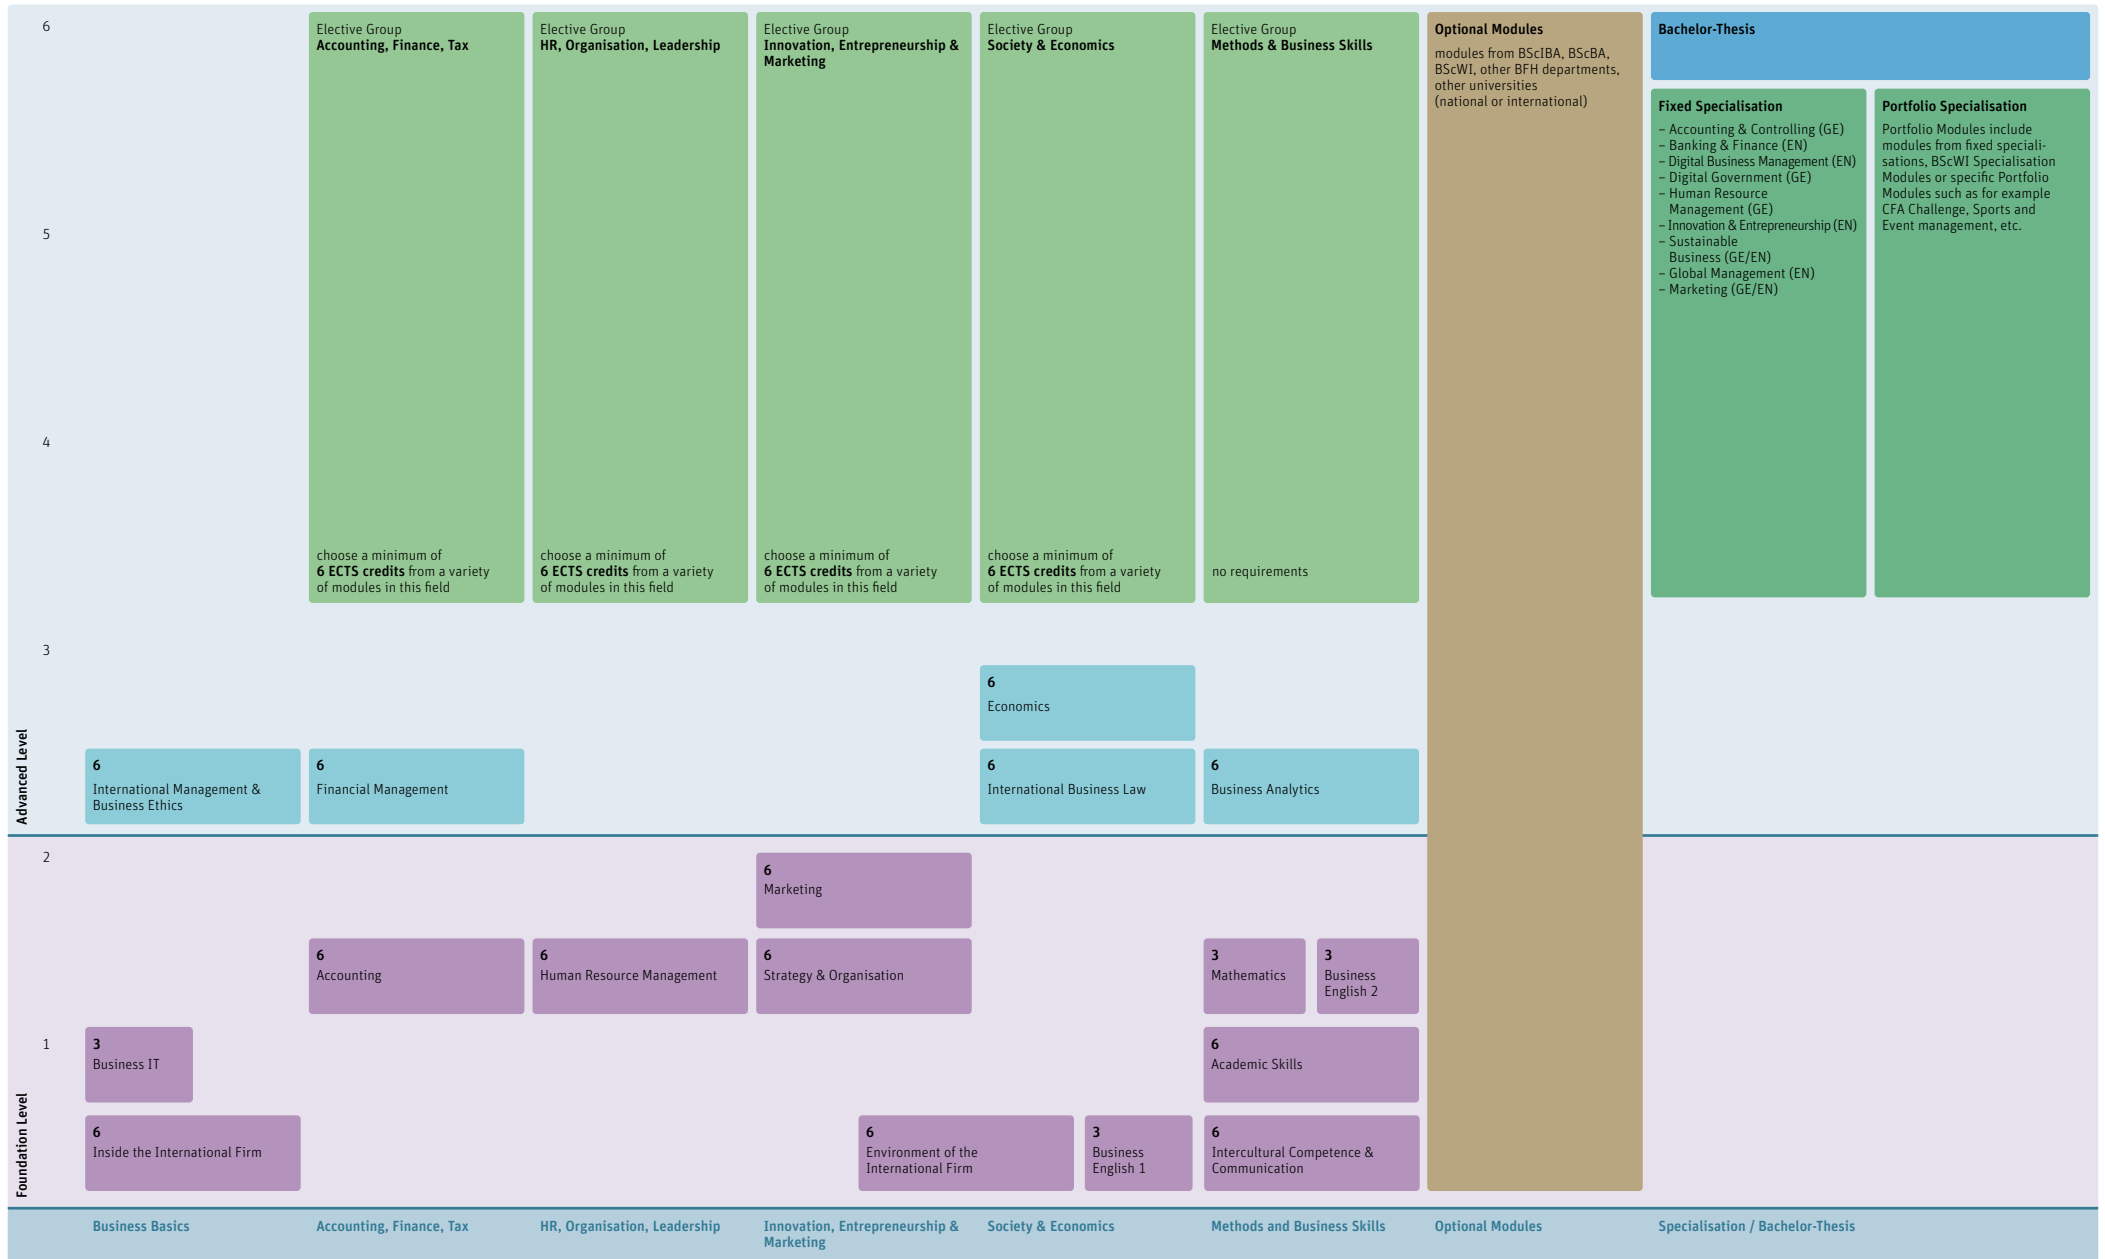 6
Elective Group
Accounting, Finance, Tax
Elective Group
HR, Organisation, Leadership
Elective Group
Innovation, Entrepreneurship &
Marketing
Elective Group
Society & Economics
Elective Group
Methods & Business Skills
Optional Modules
modules from BScIBA, BScBA,
BScWI, other BFH departments,
other universities
(national or international)
Bachelor-Thesis
Fixed Specialisation
– Accounting & Controlling (GE)
– Banking & Finance (EN)
– Digital Business Management (EN)
– Digital Government (GE)
– Human Resource
Management (GE)
– Innovation & Entrepreneurship (EN)
– Sustainable
Business (GE/EN)
– Global Management (EN)
– Marketing (GE/EN)
Portfolio Specialisation
Portfolio Modules include
modules from fixed speciali-
sations, BScWI Specialisation
Modules or specific Portfolio
Modules such as for example
CFA Challenge, Sports and
Event management, etc.
5
4
choose a minimum of
6 ECTS credits from a variety
of modules in this field
choose a minimum of
6 ECTS credits from a variety
of modules in this field
choose a minimum of
6 ECTS credits from a variety
of modules in this field
choose a minimum of
6 ECTS credits from a variety
of modules in this field
no requirements
3
6
Economics
Advanced Level
6
International Management &
Business Ethics
6
Financial Management
6
International Business Law
6
Business Analytics
2
6
Marketing
6
Accounting
6
Human Resource Management
6
Strategy & Organisation
3
Mathematics
3
Business
English 2
1
3
Business IT
6
Academic Skills
Foundation Level
6
Inside the International Firm
6
Environment of the
International Firm
3
Business
English 1
6
Intercultural Competence &
Communication
Business Basics
Accounting, Finance, Tax
HR, Organisation, Leadership
Innovation, Entrepreneurship &
Marketing
Society & Economics
Methods and Business Skills
Optional Modules
Specialisation / Bachelor-Thesis